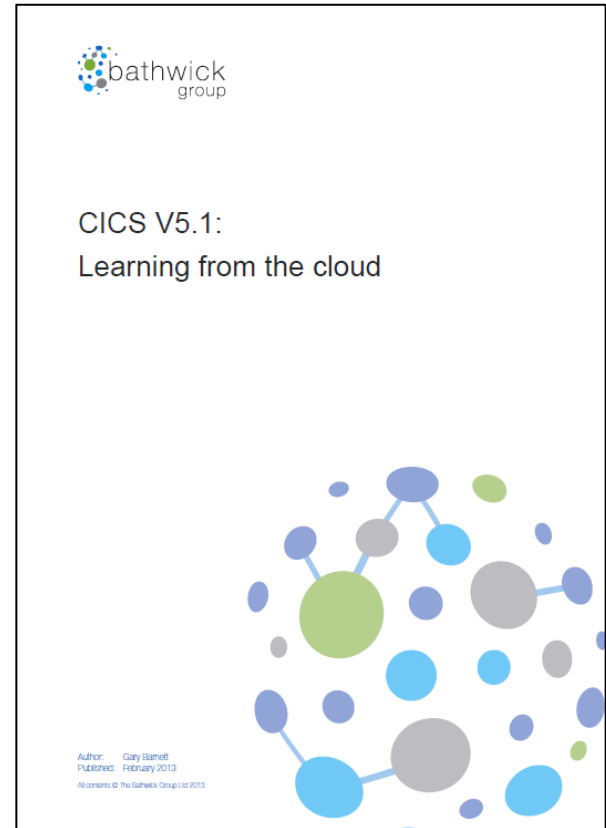 bathwick
group
CICS V5.1:
Learning from the cloud
Author: Gary Barnett
Published: February 2013
All contents © The Bathwick Group Ltd 2013